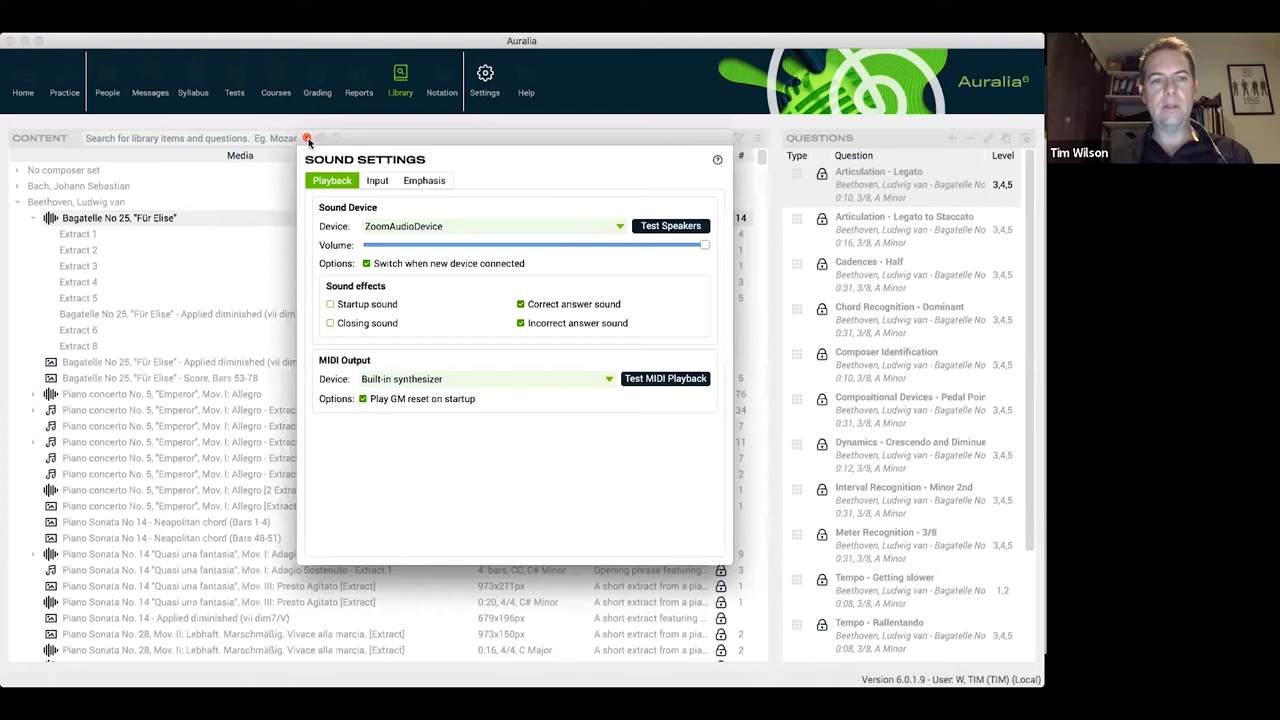 Auralia
Home Practice People Messages Syllabus Tests Courses Grading Reports Library Notation Settings Help
Auralia6
Tim Wilson
CONTENT Search for library items and questions. Eg. Mozar
Media #
No composer set
Bach, Johann Sebastian
Beethoven, Ludwig van
Bagatelle No 25, "Für Elise" 14
Extract 1 4
Extract 2 1
Extract 3 1
Extract 4 1
Extract 5 1
Bagatelle No 25, "Für Elise" - Applied diminished (vii dim
Extract 6
Extract 8
Bagatelle No 25, "Für Elise" - Applied diminished (vii dim
Bagatelle No 25, "Für Elise" - Score, Bars 53-78 5
Piano concerto No. 5, "Emperor", Mov. I: Allegro 76
Piano concerto No. 5, "Emperor", Mov. I: Allegro - Extrac 34
Piano concerto No. 5, "Emperor", Mov. I: Allegro - Extrac 1
Piano concerto No. 5, "Emperor", Mov. I: Allegro - Extrac 11
Piano concerto No. 5, "Emperor", Mov. I: Allegro - Extrac 7
Piano concerto No. 5, "Emperor", Mov. I: Allegro - Extrac 1
Piano concerto No. 5, "Emperor", Mov. I: Allegro [2 Extra 1
Piano concerto No. 5, "Emperor", Mov. I: Allegro [Extrac 1
Piano Sonata No 14 - Neapolitan chord (Bars 1-4)
Piano Sonata No 14 - Neapolitan chord (Bars 48-51)
Piano Sonata No. 14 "Quasi una fantasia", Mov. I: Adagi 9
Piano Sonata No. 14 "Quasi una fantasia", Mov. I: Adagio Sostenuto - Extract 1 4 bars, CC, C# Minor Opening phrase featuring 3
Piano Sonata No. 14 "Quasi una fantasia", Mov. III: Presto Agitato [Extract] 973x271px A short extract from a pia... 1
Piano Sonata No. 14 "Quasi una fantasia", Mov. III: Presto Agitato [Extract] 0:20, 4/4, C# Minor A short extract from a pia... 1
Piano Sonata No. 14 - Applied diminished (vii dim7/V) 679x196px A short extract featuring ...
Piano Sonata No. 28, Mov. II: Lebhaft. Marschmäßig. Vivace alla marcia. [Extract] 973x150px A short extract from a pia... 2
Piano Sonata No. 28, Mov. Ii: Lebhaft. Marschmäßig. Vivace alla marcia. [Extract] 0:16, 4/4, C Major A short extract from a pia... 2
SOUND SETTINGS
Playback Input Emphasis
Sound Device
Device: ZoomAudioDevice Test Speakers
Volume:
Options: Switch when new device connected
Sound effects
Startup sound Correct answer sound
Closing sound Incorrect answer sound
MIDI Output
Device: Built-in synthesizer Test MIDI Playback
Options: Play GM reset on startup
QUESTIONS
Type Question Level
Articulation - Legato
Beethoven, Ludwig van - Bagatelle No 3,4,5
0:10, 3/8, A Minor
Articulation - Legato to Staccato
Beethoven, Ludwig van - Bagatelle No 3,4,5
0:16, 3/8, A Minor
Cadences - Half
Beethoven, Ludwig van - Bagatelle No 3,4,5
0:31, 3/8, A Minor
Chord Recognition - Dominant
Beethoven, Ludwig van - Bagatelle No 3,4,5
0:31, 3/8, A Minor
Composer Identification
Beethoven, Ludwig van - Bagatelle No 3,4,5
0:10, 3/8, A Minor
Compositional Devices - Pedal Poin
Beethoven, Ludwig van - Bagatelle No 3,4,5
0:31, 3/8, A Minor
Dynamics - Crescendo and Diminue
Beethoven, Ludwig van - Bagatelle No 3,4,5
0:12, 3/8, A Minor
Interval Recognition - Minor 2nd
Beethoven, Ludwig van - Bagatelle No 3,4,5
0:31, 3/8, A Minor
Meter Recognition - 3/8
Beethoven, Ludwig van - Bagatelle No 3,4,5
0:31, 3/8, A Minor
Tempo - Getting slower
Beethoven, Ludwig van - Bagatelle No 1,2
0:08, 3/8, A Minor
Tempo - Rallentando
Beethoven, Ludwig van - Bagatelle No 3,4,5
0:08, 3/8, A Minor
Version 6.0.1.9 - User: W, TIM (TIM) (Local)